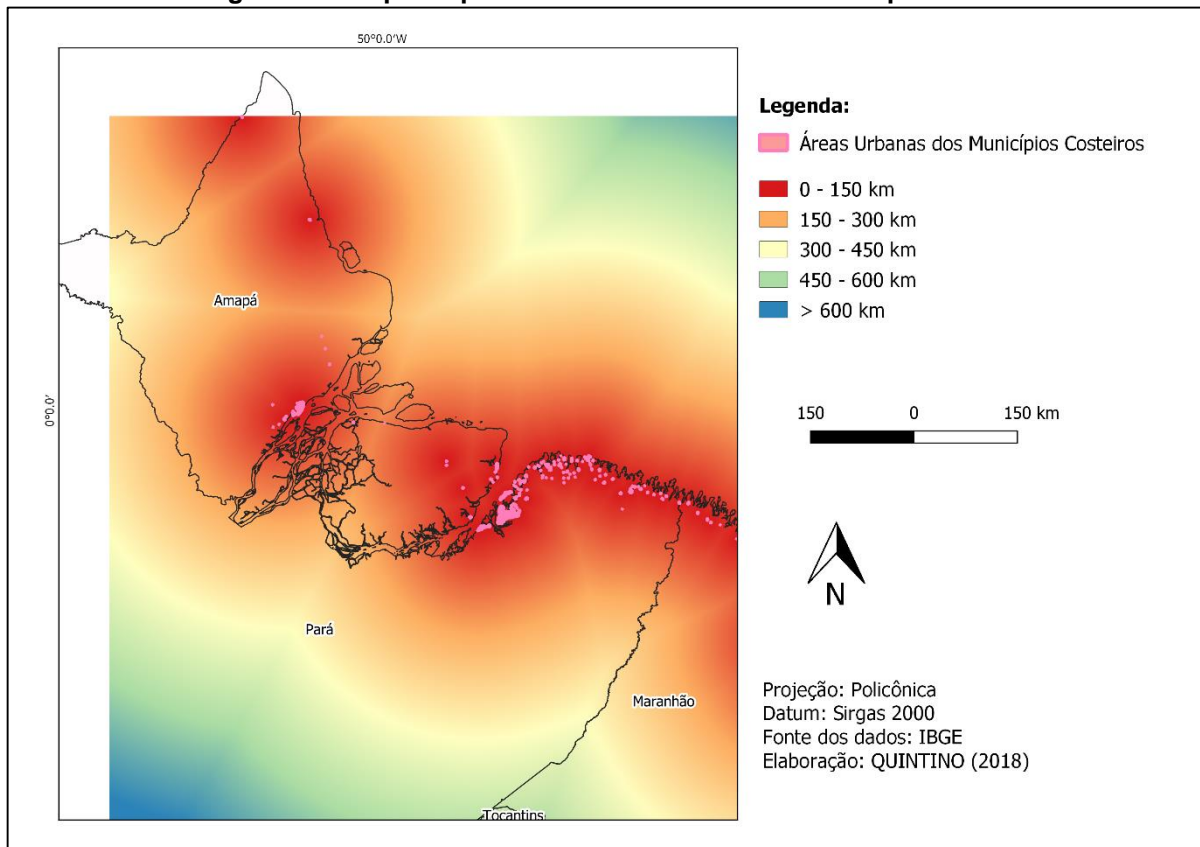 50°0.0'W
Legenda:
Áreas Urbanas dos Municípios Costeiros
0 - 150 km
150 - 300 km
300 - 450 km
450 - 600 km
> 600 km
Amapá
0°0.0'
150 0 150 km
N
Pará
Maranhão
Projeção: Policônica
Datum: Sirgas 2000
Fonte dos dados: IBGE
Elaboração: QUINTINO (2018)
Tocantins